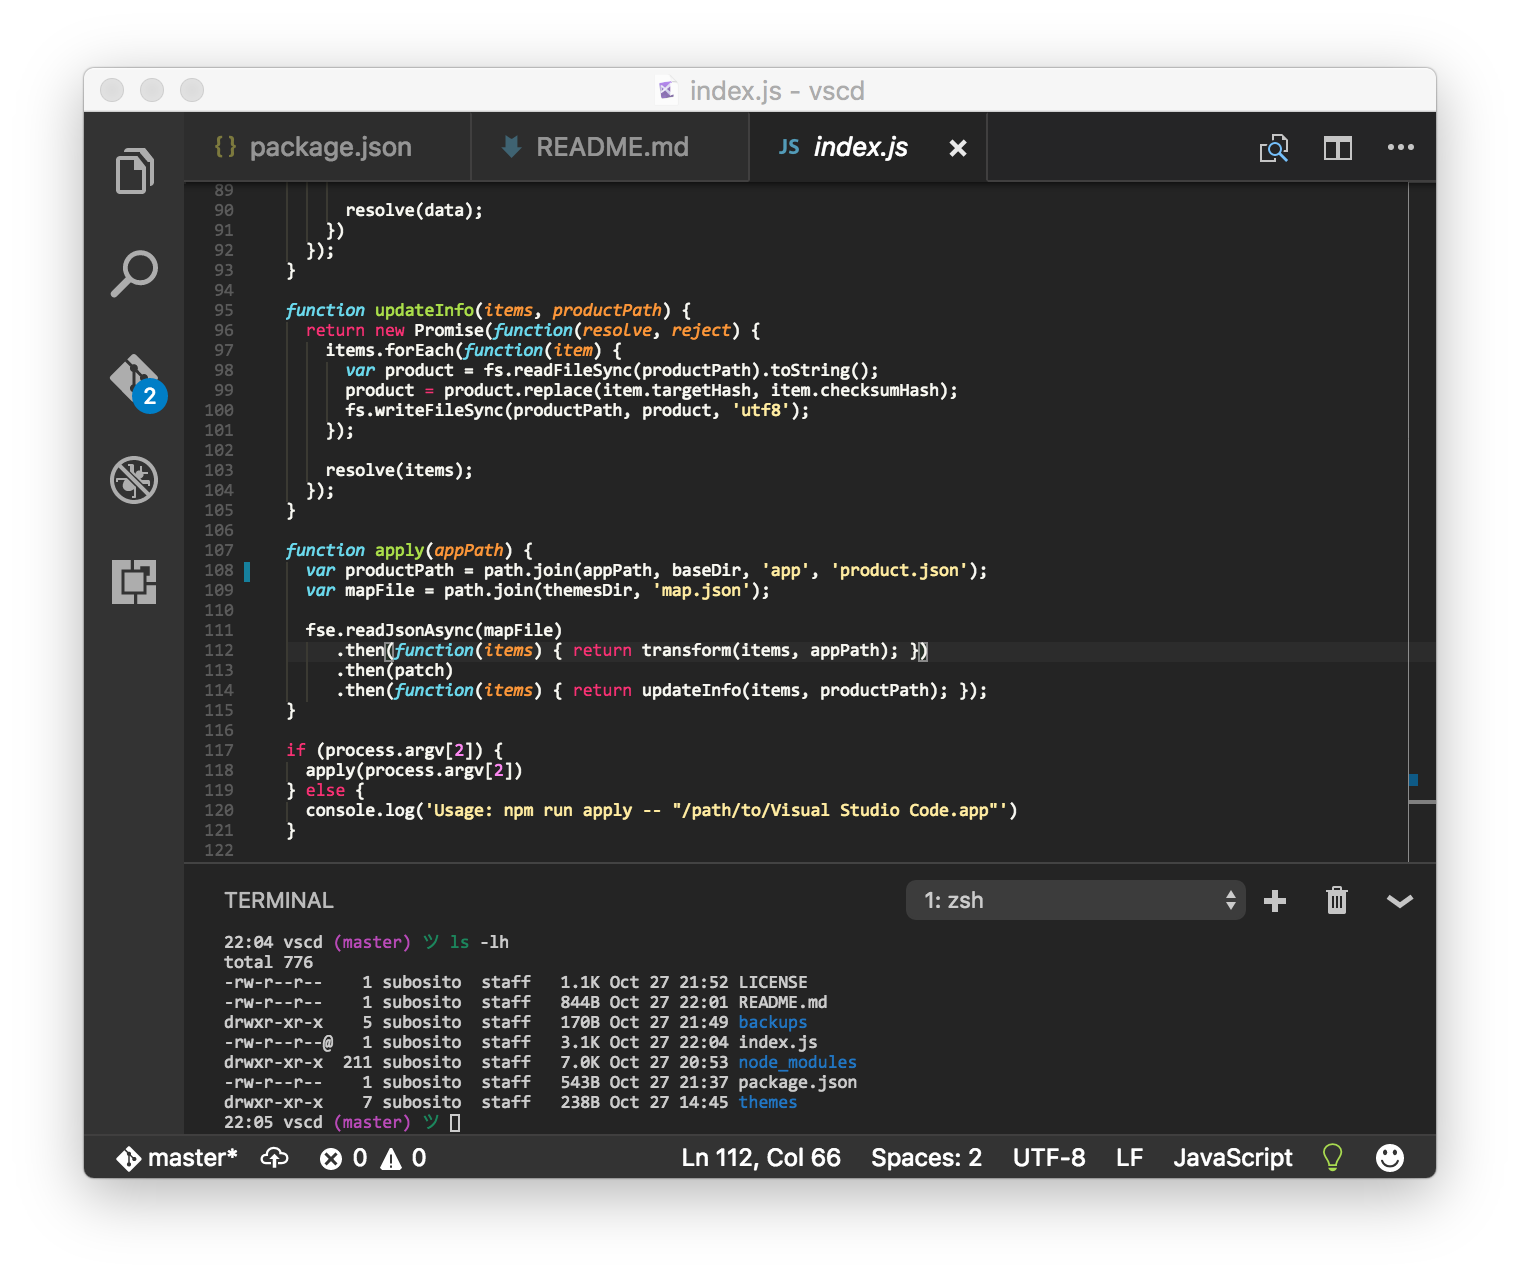 index.js - vscd
{} package.json
README.md
JS index.js
89
90 resolve(data);
91 })
92 });
93 }
94
95 function updateInfo(items, productPath) {
96 return new Promise(function(resolve, reject) {
97 items.forEach(function(item) {
98 var product = fs.readFileSync(productPath).toString();
99 product = product.replace(item.targetHash, item.checksumHash);
100 fs.writeFileSync(productPath, product, 'utf8');
101 });
102
103 resolve(items);
104 });
105 }
106
107 function apply(appPath) {
108 var productPath = path.join(appPath, baseDir, 'app', 'product.json');
109 var mapFile = path.join(themesDir, 'map.json');
110
111 fse.readJsonAsync(mapFile)
112 .then(function(items) { return transform(items, appPath); })
113 .then(patch)
114 .then(function(items) { return updateInfo(items, productPath); });
115 }
116
117 if (process.argv[2]) {
118 apply(process.argv[2])
119 } else {
120 console.log('Usage: npm run apply -- "/path/to/Visual Studio Code.app"')
121 }
122
2
TERMINAL
1: zsh
22:04 vscd (master) ツ ls -lh
total 776
-rw-r--r-- 1 subosito staff 1.1K Oct 27 21:52 LICENSE
-rw-r--r-- 1 subosito staff 844B Oct 27 22:01 README.md
drwxr-xr-x 5 subosito staff 170B Oct 27 21:49 backups
-rw-r--r--@ 1 subosito staff 3.1K Oct 27 22:04 index.js
drwxr-xr-x 211 subosito staff 7.0K Oct 27 20:53 node_modules
-rw-r--r-- 1 subosito staff 543B Oct 27 21:37 package.json
drwxr-xr-x 7 subosito staff 238B Oct 27 14:45 themes
22:05 vscd (master) ツ
master* 0 0 Ln 112, Col 66 Spaces: 2 UTF-8 LF JavaScript